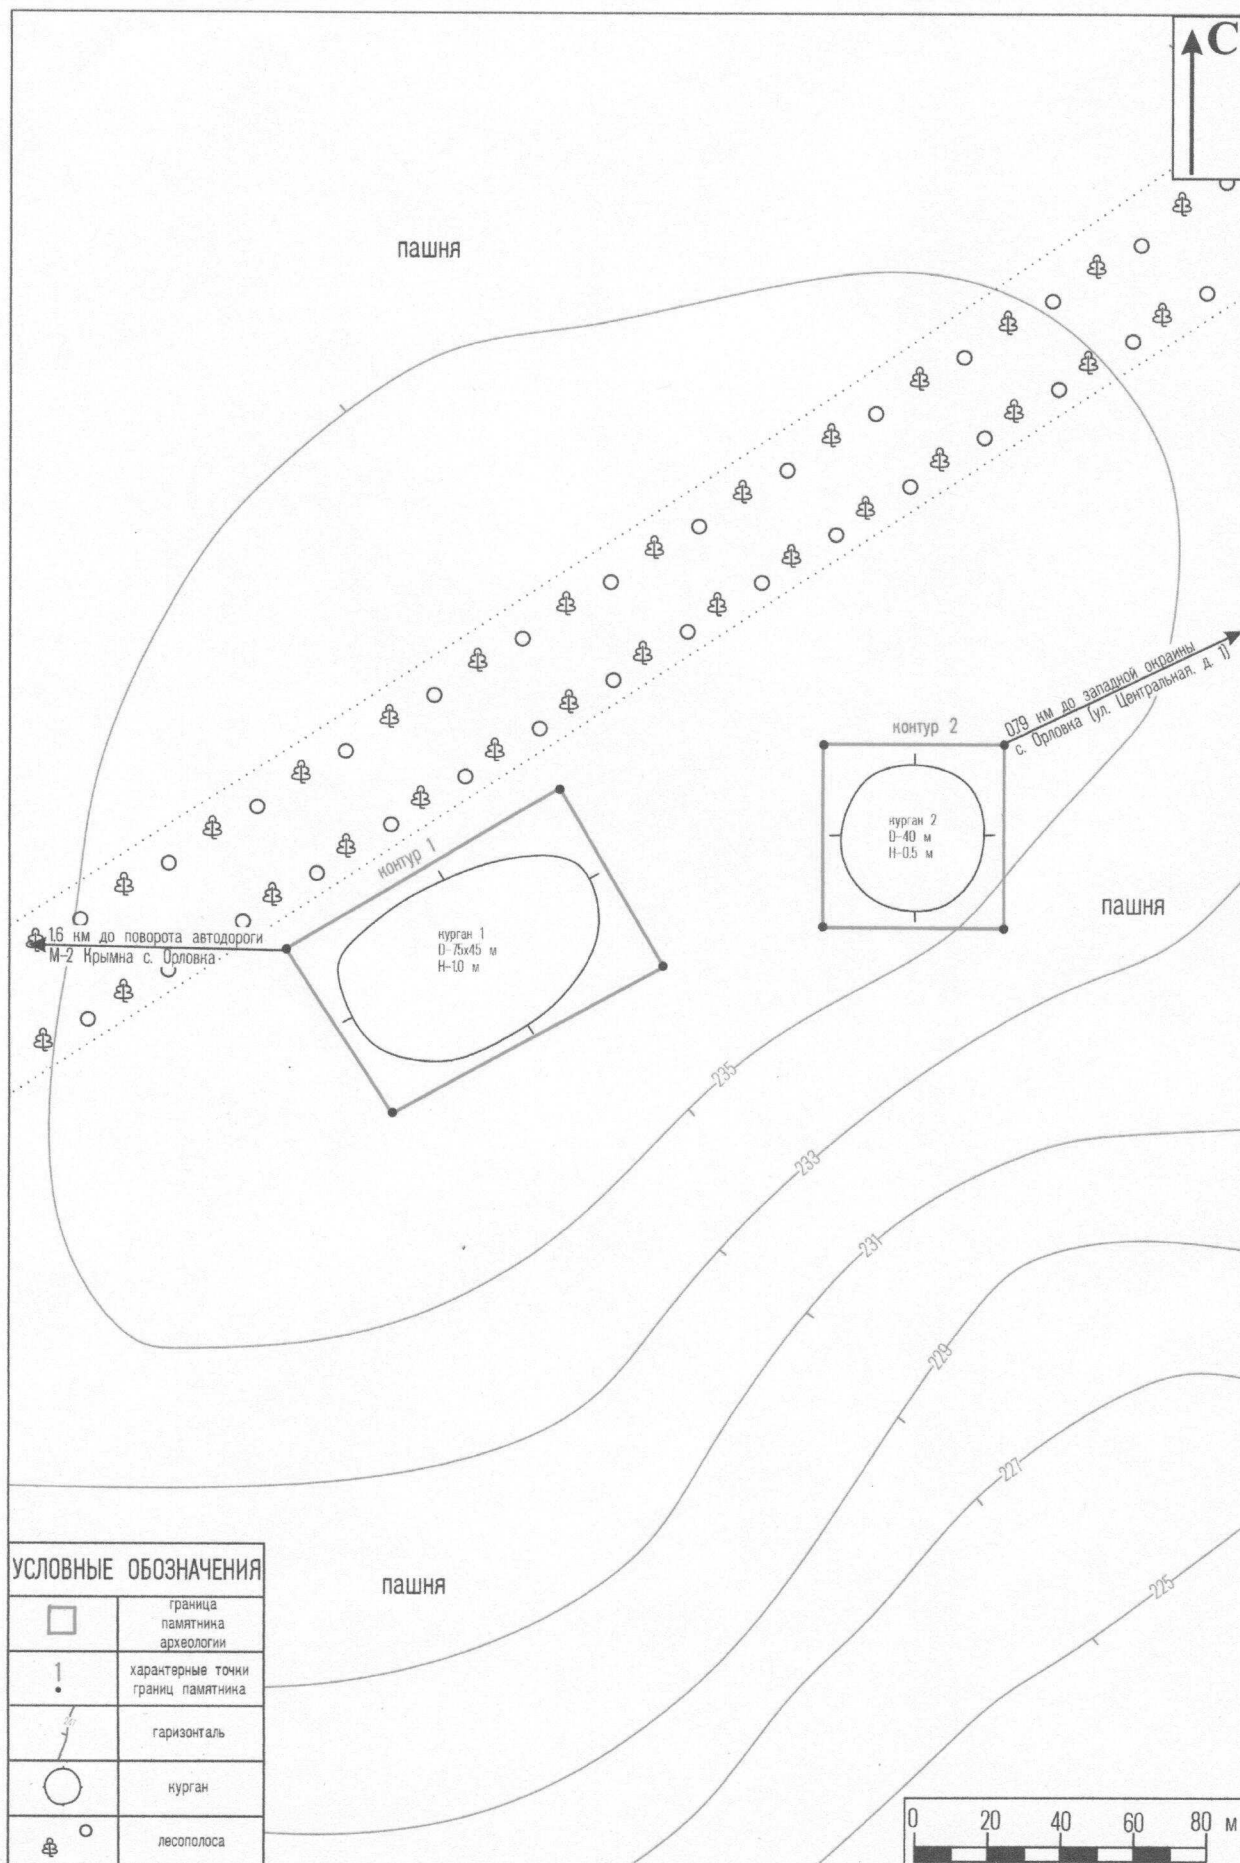 С
пашня
0.79 км до западной окраины
с. Орловка (ул. Центральная. д. 1)
контур 2
курган 2
D-40 м
H-0.5 м
контур 1
пашня
1.6 км до поворота автодороги
М-2 Крымна с. Орловка
курган 1
D-75x45 м
H-1.0 м
235
233
231
229
227
225
пашня
УСЛОВНЫЕ ОБОЗНАЧЕНИЯ
граница
памятника
археологии
1
характерные точки
границ памятника
гаризонталь
курган
лесополоса
0 20 40 60 80 м